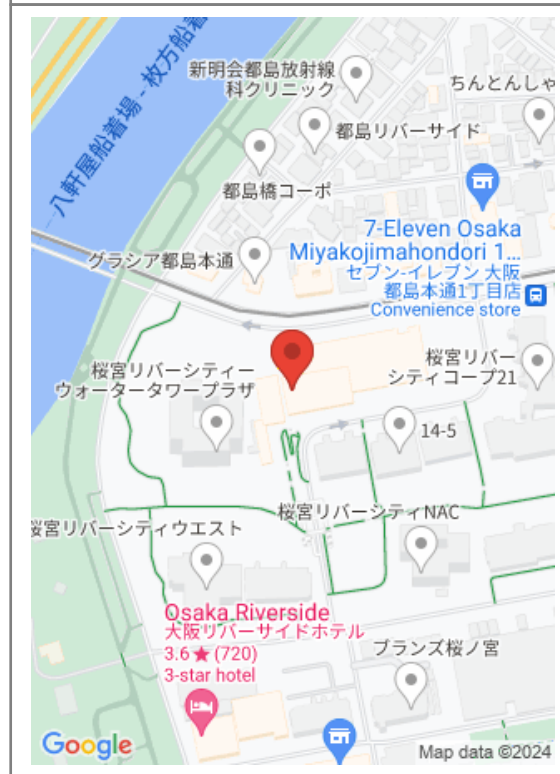 八軒屋船着場 - 枚方船着
新明会都島放射線
科クリニック
ちんとんしゃ
都島リバーサイド
都島橋コーポ
7-Eleven Osaka
Miyakojimahondori 1...
セブン-イレブン 大阪
都島本通1丁目店
Convenience store
グラシア都島本通
桜宮リバーシティー
ウォータータワープラザ
桜宮リバー
シティコープ21
14-5
桜宮リバーシティNAC
桜宮リバーシティウエスト
Osaka Riverside
大阪リバーサイドホテル
3.6★(720)
3-star hotel
ブランズ桜ノ宮
Google
Map data ©2024